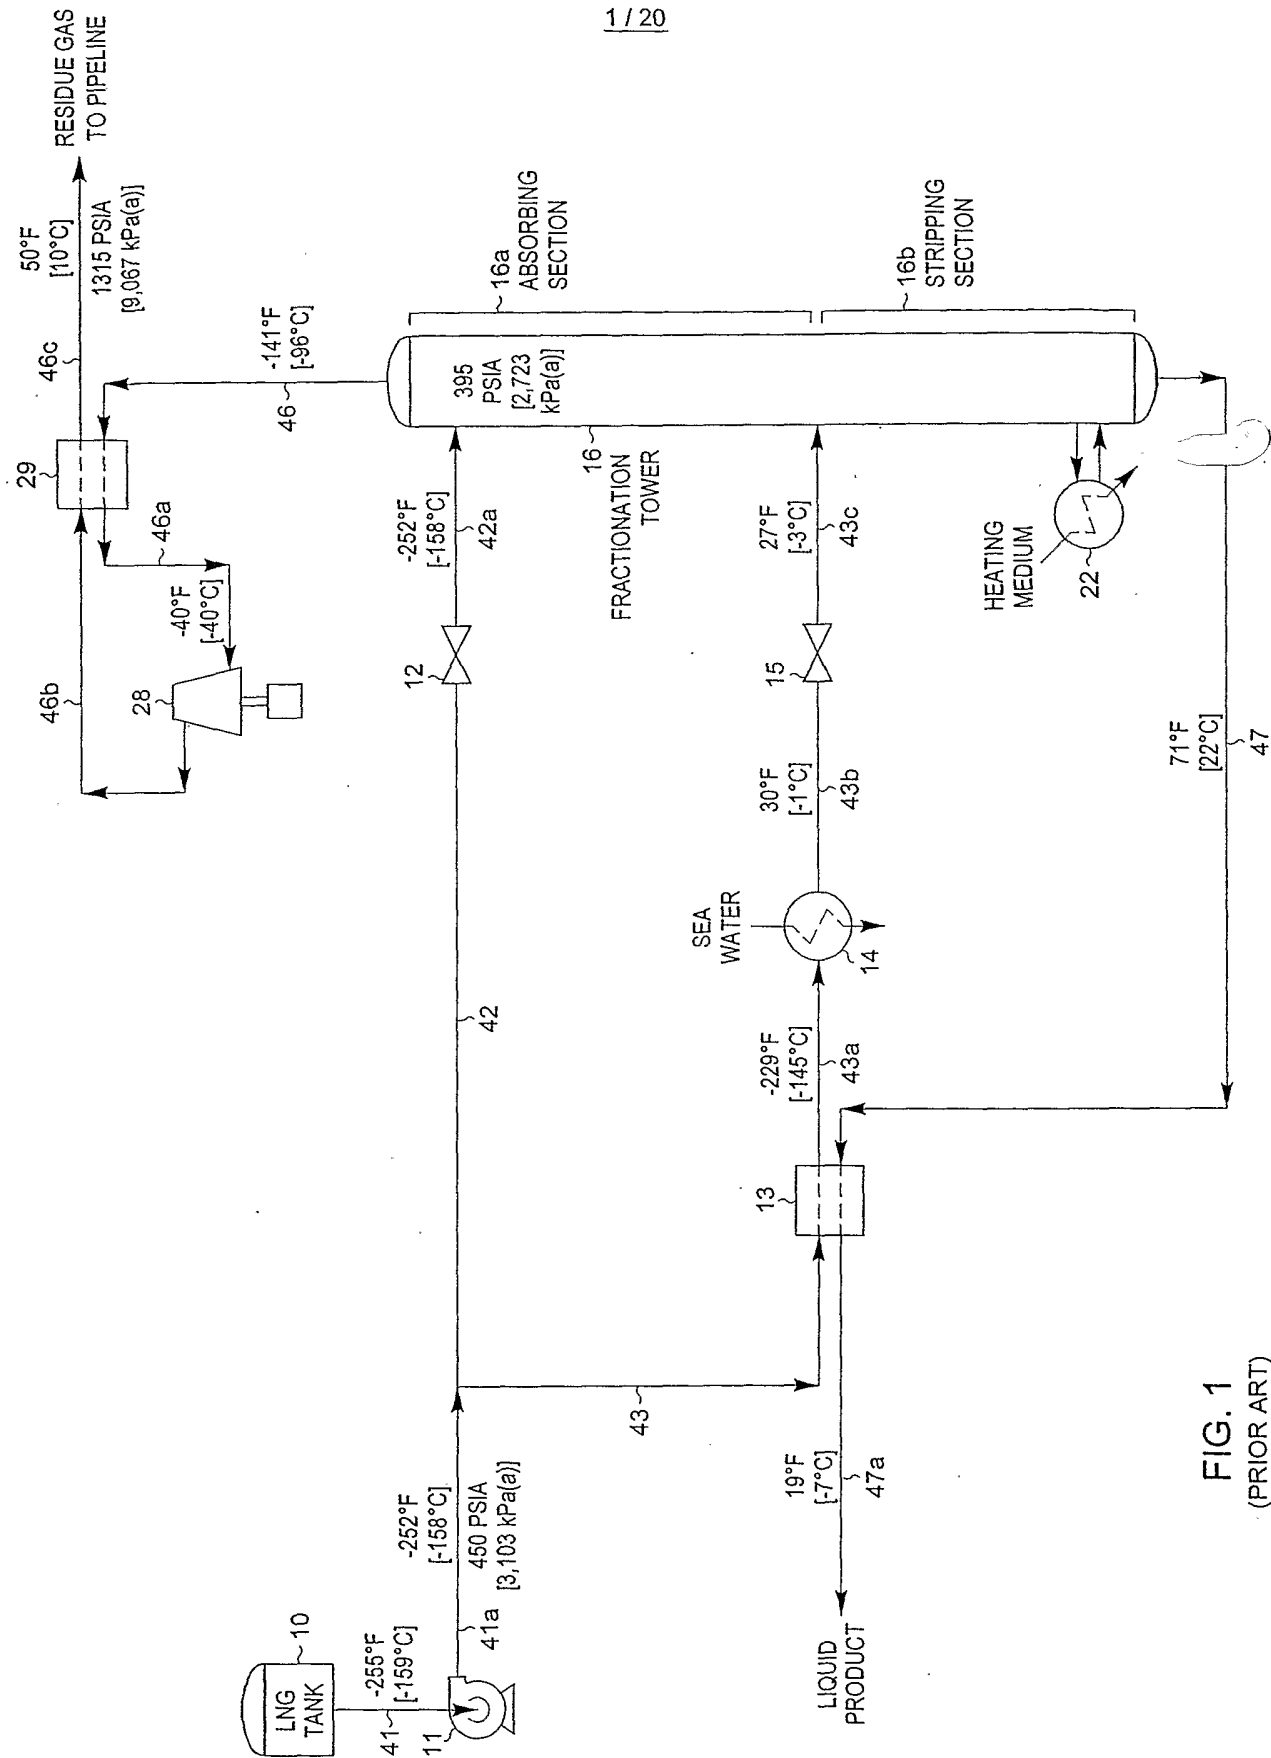 1 / 20
RESIDUE GAS
TO PIPELINE
50°F
[10°C]
1315 PSIA
[9,067 kPa(a)]
46c
-141°F
[-96°C]
46
29
46a
-40°F
[-40°C]
46b
28
16a
ABSORBING
SECTION
16b
STRIPPING
SECTION
395
PSIA
[2,723
kPa(a)]
16
FRACTIONATION
TOWER
-252°F
[-158°C]
42a
12
42
27°F
[-3°C]
43c
15
30°F
[-1°C]
43b
SEA
WATER
14
-229°F
[-145°C]
43a
13
43
HEATING
MEDIUM
22
71°F
[22°C]
47
19°F
[-7°C]
47a
LIQUID
PRODUCT
LNG
TANK
10
-255°F
[-159°C]
41
11
41a
-252°F
[-158°C]
450 PSIA
[3,103 kPa(a)]
FIG. 1
(PRIOR ART)